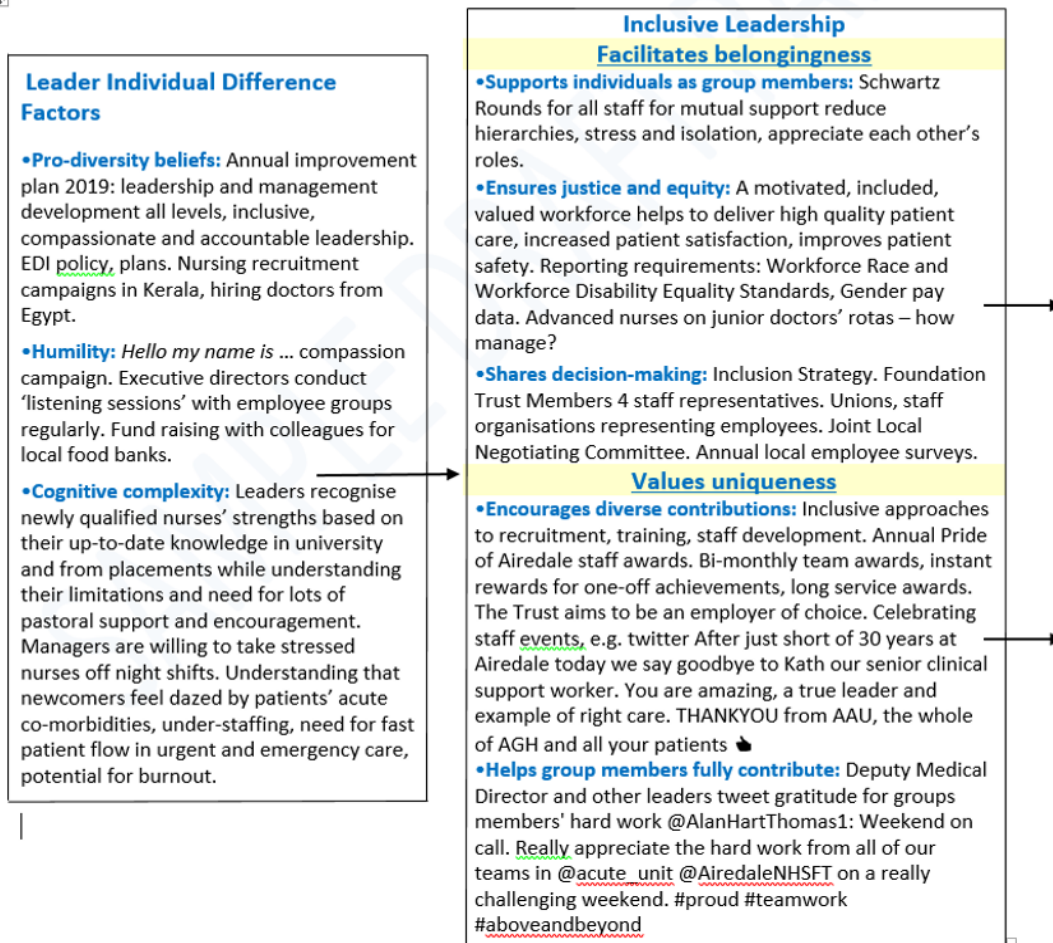 Leader Individual Difference
Factors
•Pro-diversity beliefs: Annual improvement
plan 2019: leadership and management
development all levels, inclusive,
compassionate and accountable leadership.
EDI policy, plans. Nursing recruitment
campaigns in Kerala, hiring doctors from
Egypt.
•Humility: Hello my name is ... compassion
campaign. Executive directors conduct
‘listening sessions’ with employee groups
regularly. Fund raising with colleagues for
local food banks.
•Cognitive complexity: Leaders recognise
newly qualified nurses’ strengths based on
their up-to-date knowledge in university
and from placements while understanding
their limitations and need for lots of
pastoral support and encouragement.
Managers are willing to take stressed
nurses off night shifts. Understanding that
newcomers feel dazed by patients’ acute
co-morbidities, under-staffing, need for fast
patient flow in urgent and emergency care,
potential for burnout.
Inclusive Leadership
Facilitates belongingness
•Supports individuals as group members: Schwartz
Rounds for all staff for mutual support reduce
hierarchies, stress and isolation, appreciate each other’s
roles.
•Ensures justice and equity: A motivated, included,
valued workforce helps to deliver high quality patient
care, increased patient satisfaction, improves patient
safety. Reporting requirements: Workforce Race and
Workforce Disability Equality Standards, Gender pay
data. Advanced nurses on junior doctors’ rotas – how
manage?
•Shares decision-making: Inclusion Strategy. Foundation
Trust Members 4 staff representatives. Unions, staff
organisations representing employees. Joint Local
Negotiating Committee. Annual local employee surveys.
Values uniqueness
•Encourages diverse contributions: Inclusive approaches
to recruitment, training, staff development. Annual Pride
of Airedale staff awards. Bi-monthly team awards, instant
rewards for one-off achievements, long service awards.
The Trust aims to be an employer of choice. Celebrating
staff events, e.g. twitter After just short of 30 years at
Airedale today we say goodbye to Kath our senior clinical
support worker. You are amazing, a true leader and
example of right care. THANKYOU from AAU, the whole
of AGH and all your patients
•Helps group members fully contribute: Deputy Medical
Director and other leaders tweet gratitude for groups
members' hard work @AlanHartThomas1: Weekend on
call. Really appreciate the hard work from all of our
teams in @acute_unit @AiredaleNHSFT on a really
challenging weekend. #proud #teamwork
#aboveandbeyond